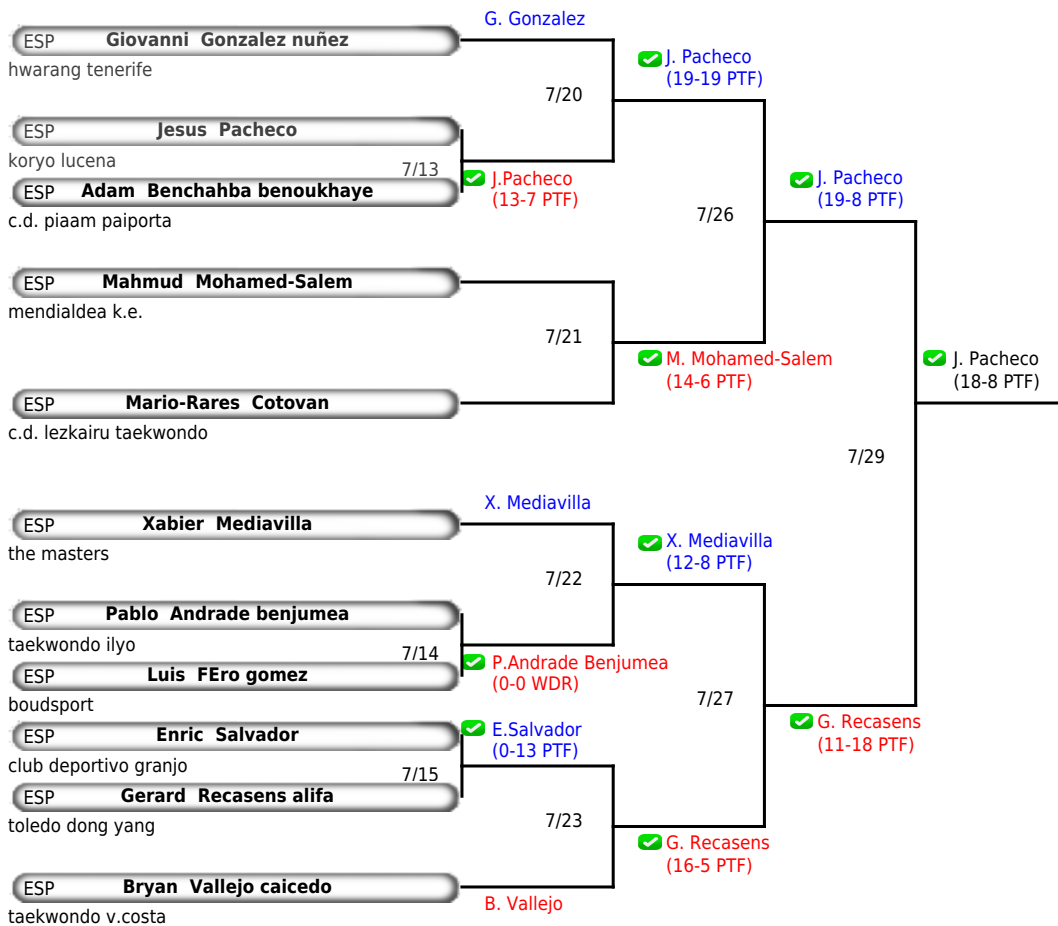 G. Gonzalez
ESP Giovanni Gonzalez nuñez
hwarang tenerife
J. Pacheco
(19-19 PTF)
7/20
ESP Jesus Pacheco
koryo lucena
7/13
J.Pacheco
(13-7 PTF)
ESP Adam Benchahba benoukhaye
c.d. piaam paiporta
J. Pacheco
(19-8 PTF)
7/26
ESP Mahmud Mohamed-Salem
mendialdea k.e.
7/21
M. Mohamed-Salem
(14-6 PTF)
J. Pacheco
(18-8 PTF)
ESP Mario-Rares Cotovan
c.d. lezkairu taekwondo
7/29
X. Mediavilla
ESP Xabier Mediavilla
the masters
X. Mediavilla
(12-8 PTF)
7/22
ESP Pablo Andrade benjumea
taekwondo ilyo
7/14
P.Andrade Benjumea
(0-0 WDR)
ESP Luis FEro gomez
boudsport
7/27
G. Recasens
(11-18 PTF)
E.Salvador
(0-13 PTF)
ESP Enric Salvador
club deportivo granjo
7/15
ESP Gerard Recasens alifa
toledo dong yang
7/23
G. Recasens
(16-5 PTF)
ESP Bryan Vallejo caicedo
B. Vallejo
taekwondo v.costa